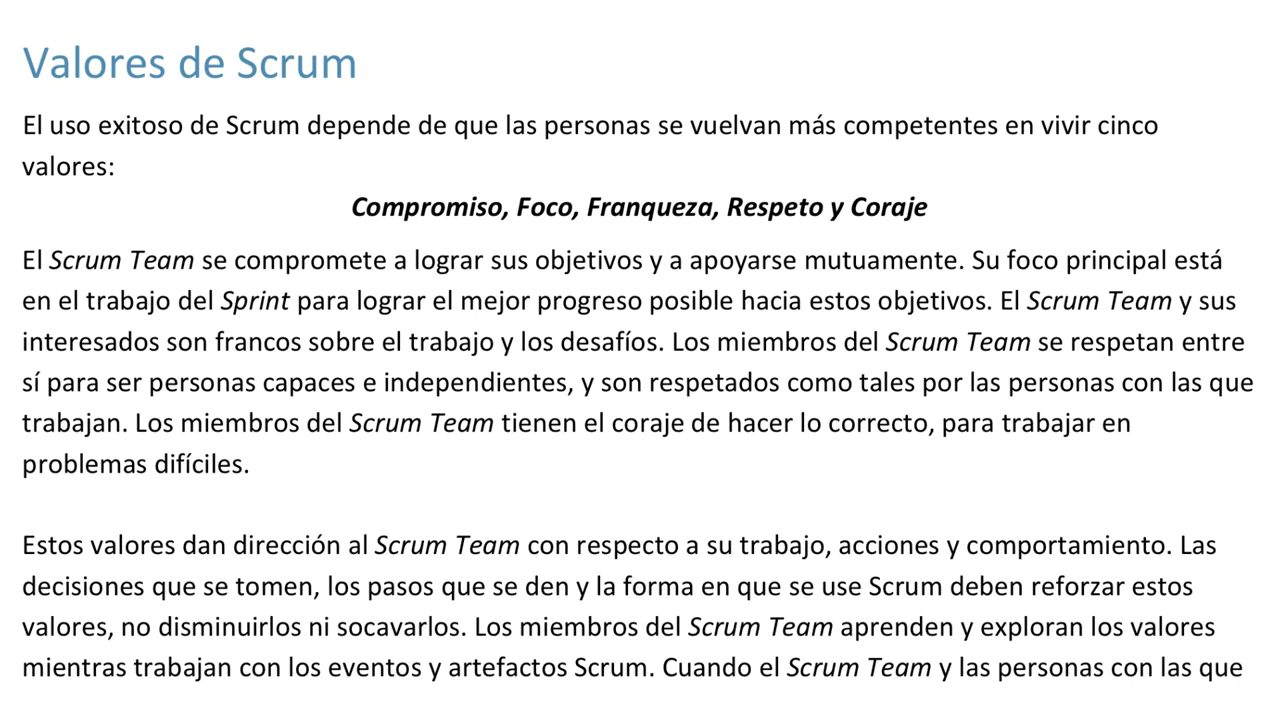 Valores de Scrum
El uso exitoso de Scrum depende de que las personas se vuelvan más competentes en vivir cinco
valores:
Compromiso, Foco, Franqueza, Respeto y Coraje
El Scrum Team se compromete a lograr sus objetivos y a apoyarse mutuamente. Su foco principal está
en el trabajo del Sprint para lograr el mejor progreso posible hacia estos objetivos. El Scrum Team y sus
interesados son francos sobre el trabajo y los desafíos. Los miembros del Scrum Team se respetan entre
sí para ser personas capaces e independientes, y son respetados como tales por las personas con las que
trabajan. Los miembros del Scrum Team tienen el coraje de hacer lo correcto, para trabajar en
problemas difíciles.
Estos valores dan dirección al Scrum Team con respecto a su trabajo, acciones y comportamiento. Las
decisiones que se tomen, los pasos que se den y la forma en que se use Scrum deben reforzar estos
valores, no disminuirlos ni socavarlos. Los miembros del Scrum Team aprenden y exploran los valores
mientras trabajan con los eventos y artefactos Scrum. Cuando el Scrum Team y las personas con las que